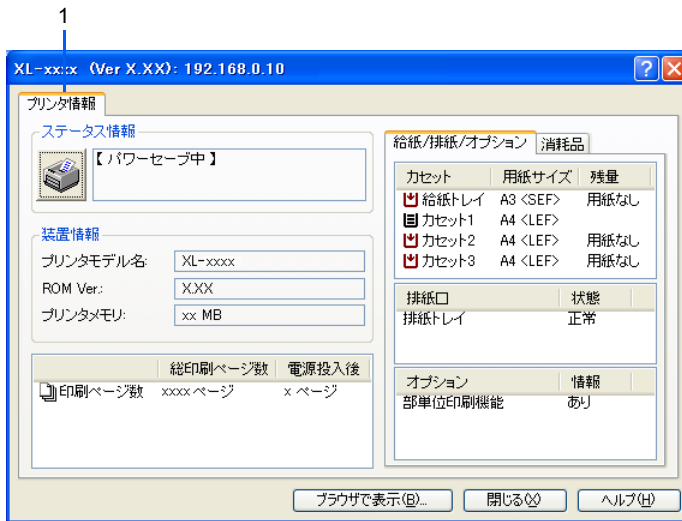 1
XL-xxxx (Ver X.XX): 192.168.0.10
プリンタ情報
ステータス情報
【 パワーセーブ中 】
装置情報
プリンタモデル名: XL-xxxx
ROM Ver.: X.XX
プリンタメモリ: xx MB
総印刷ページ数 電源投入後
印刷ページ数 xxxx ページ x ページ
給紙/排紙/オプション 消耗品
カセット 用紙サイズ 残量
給紙トレイ A3 <SEF> 用紙なし
カセット1 A4 <LEF>
カセット2 A4 <LEF> 用紙なし
カセット3 A4 <LEF> 用紙なし
排紙口 状態
排紙トレイ 正常
オプション 情報
部単位印刷機能 あり
ブラウザで表示(B)... 閉じる(X) ヘルプ(H)